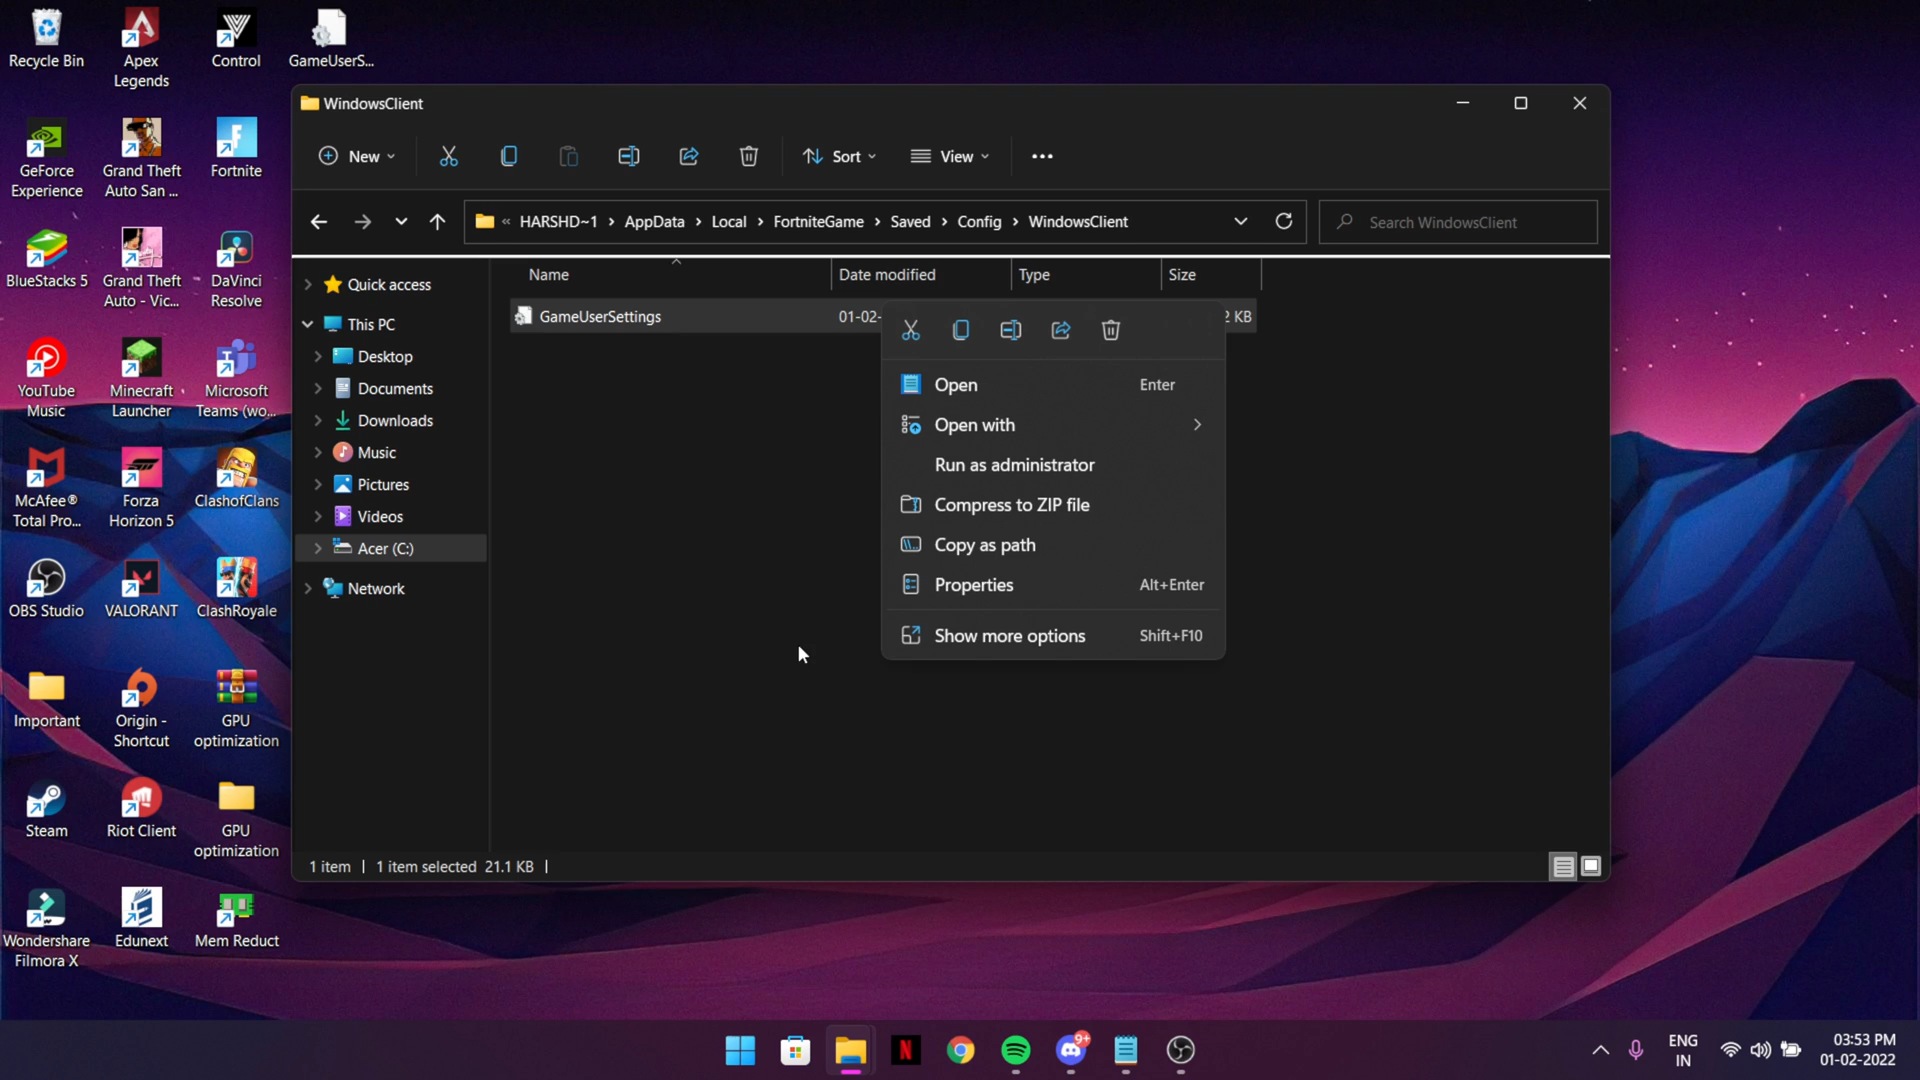 Recycle Bin
Apex
Legends
Control
GameUserS...
GeForce
Experience
Grand Theft
Auto San ...
Fortnite
BlueStacks 5
Grand Theft
Auto - Vic...
DaVinci
Resolve
YouTube
Music
Minecraft
Launcher
Microsoft
Teams (wo...
McAfee®
Total Pro...
Forza
Horizon 5
ClashofClans
OBS Studio
VALORANT
ClashRoyale
Important
Origin -
Shortcut
GPU
optimization
Steam
Riot Client
GPU
optimization
Wondershare
Filmora X
Edunext
Mem Reduct
WindowsClient
New
Sort
View
« HARSHD~1 > AppData > Local > FortniteGame > Saved > Config > WindowsClient
Search WindowsClient
Quick access
This PC
Desktop
Documents
Downloads
Music
Pictures
Videos
Acer (C:)
Network
Name Date modified Type Size
GameUserSettings 01-02- 2 KB
Open Enter
Open with
Run as administrator
Compress to ZIP file
Copy as path
Properties Alt+Enter
Show more options Shift+F10
1 item | 1 item selected 21.1 KB |
N
9+
ENG
IN
03:53 PM
01-02-2022